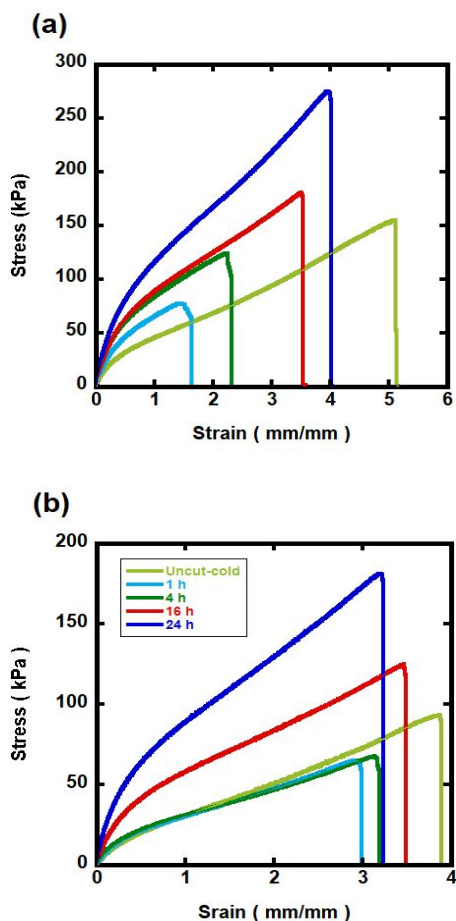 (a)
300
250
200
150
100
50
0
0 1 2 3 4 5 6
Stress (kPa)
Strain ( mm/mm )
(b)
200
150
100
50
0
0 1 2 3 4
Stress ( kPa)
Uncut-cold
1 h
4 h
16 h
24 h
Srain ( mm/mm)